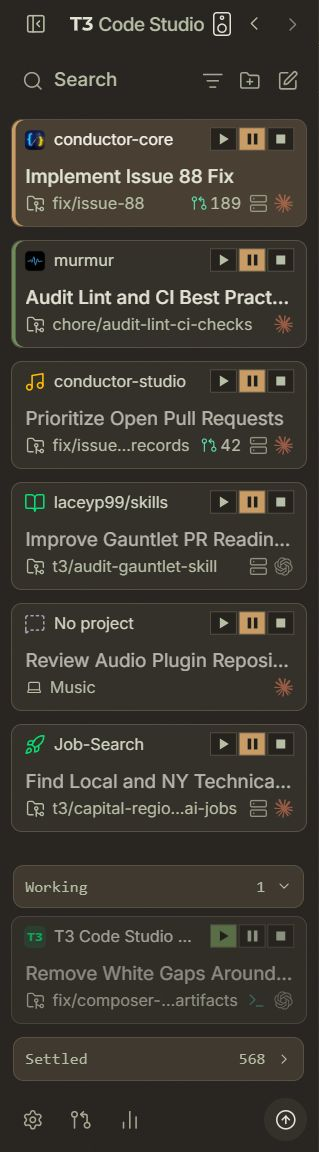 T3 Code Studio
Search
conductor-core
Implement Issue 88 Fix
fix/issue-88 189
murmur
Audit Lint and CI Best Pract...
chore/audit-lint-ci-checks
conductor-studio
Prioritize Open Pull Requests
fix/issue...records 42
laceyp99/skills
Improve Gauntlet PR Readin...
t3/audit-gauntlet-skill
No project
Review Audio Plugin Reposi...
Music
Job-Search
Find Local and NY Technica...
t3/capital-regio...ai-jobs
Working 1
T3 T3 Code Studio ...
Remove White Gaps Around...
fix/composer-...artifacts
Settled 568